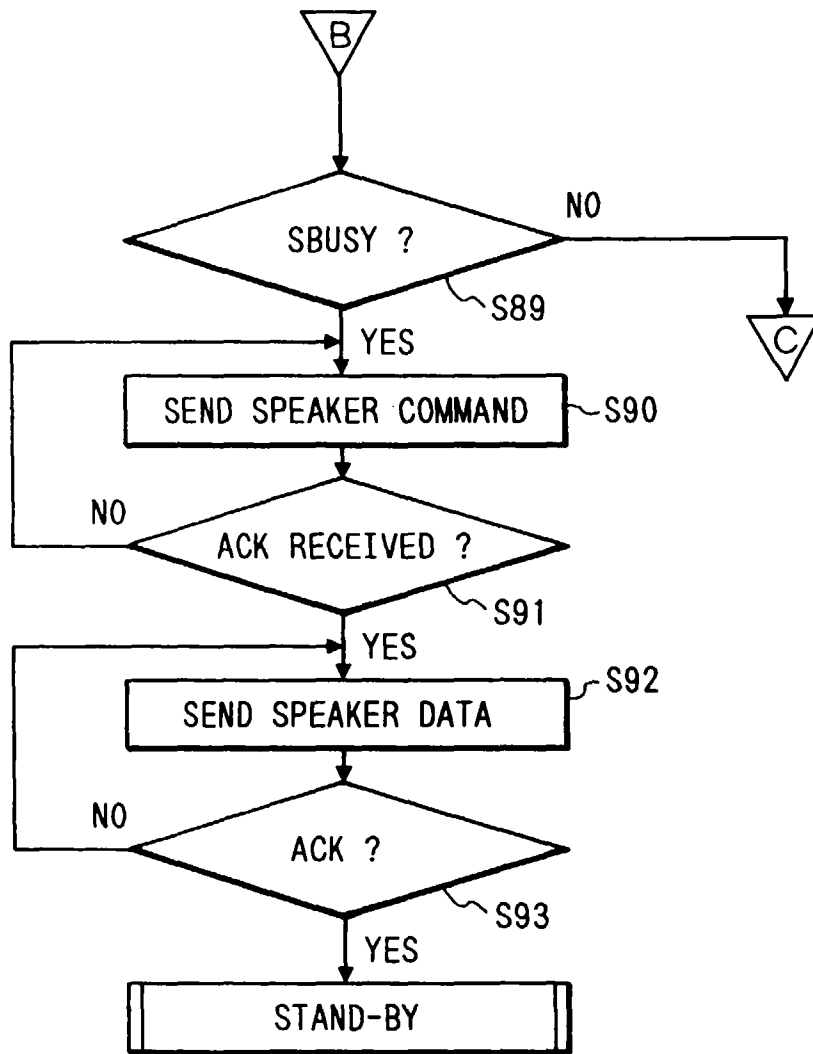 B
SBUSY ?
NO
S89
YES
C
SEND SPEAKER COMMAND
S90
NO
ACK RECEIVED ?
S91
YES
SEND SPEAKER DATA
S92
NO
ACK ?
S93
YES
STAND-BY